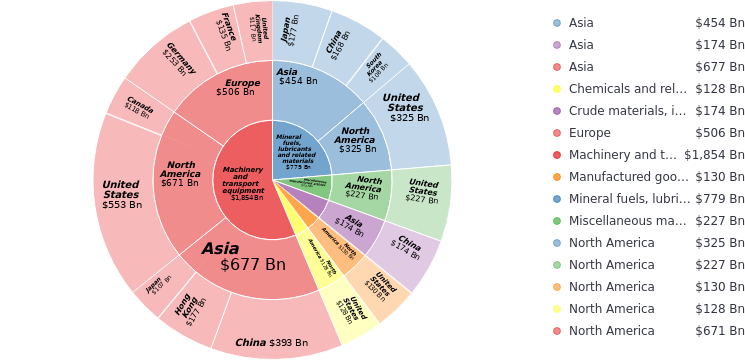 France
$135 Bn
United
Kingdom
$117 Bn
Japan
$177 Bn
China
$168 Bn
Germany
$253 Bn
South
Korea
$108 Bn
Europe
$506 Bn
Asia
$454 Bn
Canada
$118 Bn
United
States
$325 Bn
North
America
$325 Bn
Mineral
fuels,
lubricants
and related
materials
$779 Bn
North
America
$671 Bn
Machinery
and
transport
equipment
$1,854Bn
United
States
$553 Bn
North
America
$227 Bn
United
States
$227 Bn
Asia
$174 Bn
China
$174 Bn
North
America $130 Bn
North
America $128 Bn
Asia
$677 Bn
Japan
$107 Bn
Hong
Kong
$177 Bn
United
States
$130 Bn
United
States
$128 Bn
China $393 Bn
Asia $454 Bn
Asia $174 Bn
Asia $677 Bn
Chemicals and rel... $128 Bn
Crude materials, i... $174 Bn
Europe $506 Bn
Machinery and t... $1,854 Bn
Manufactured goo... $130 Bn
Mineral fuels, lubri... $779 Bn
Miscellaneous ma... $227 Bn
North America $325 Bn
North America $227 Bn
North America $130 Bn
North America $128 Bn
North America $671 Bn